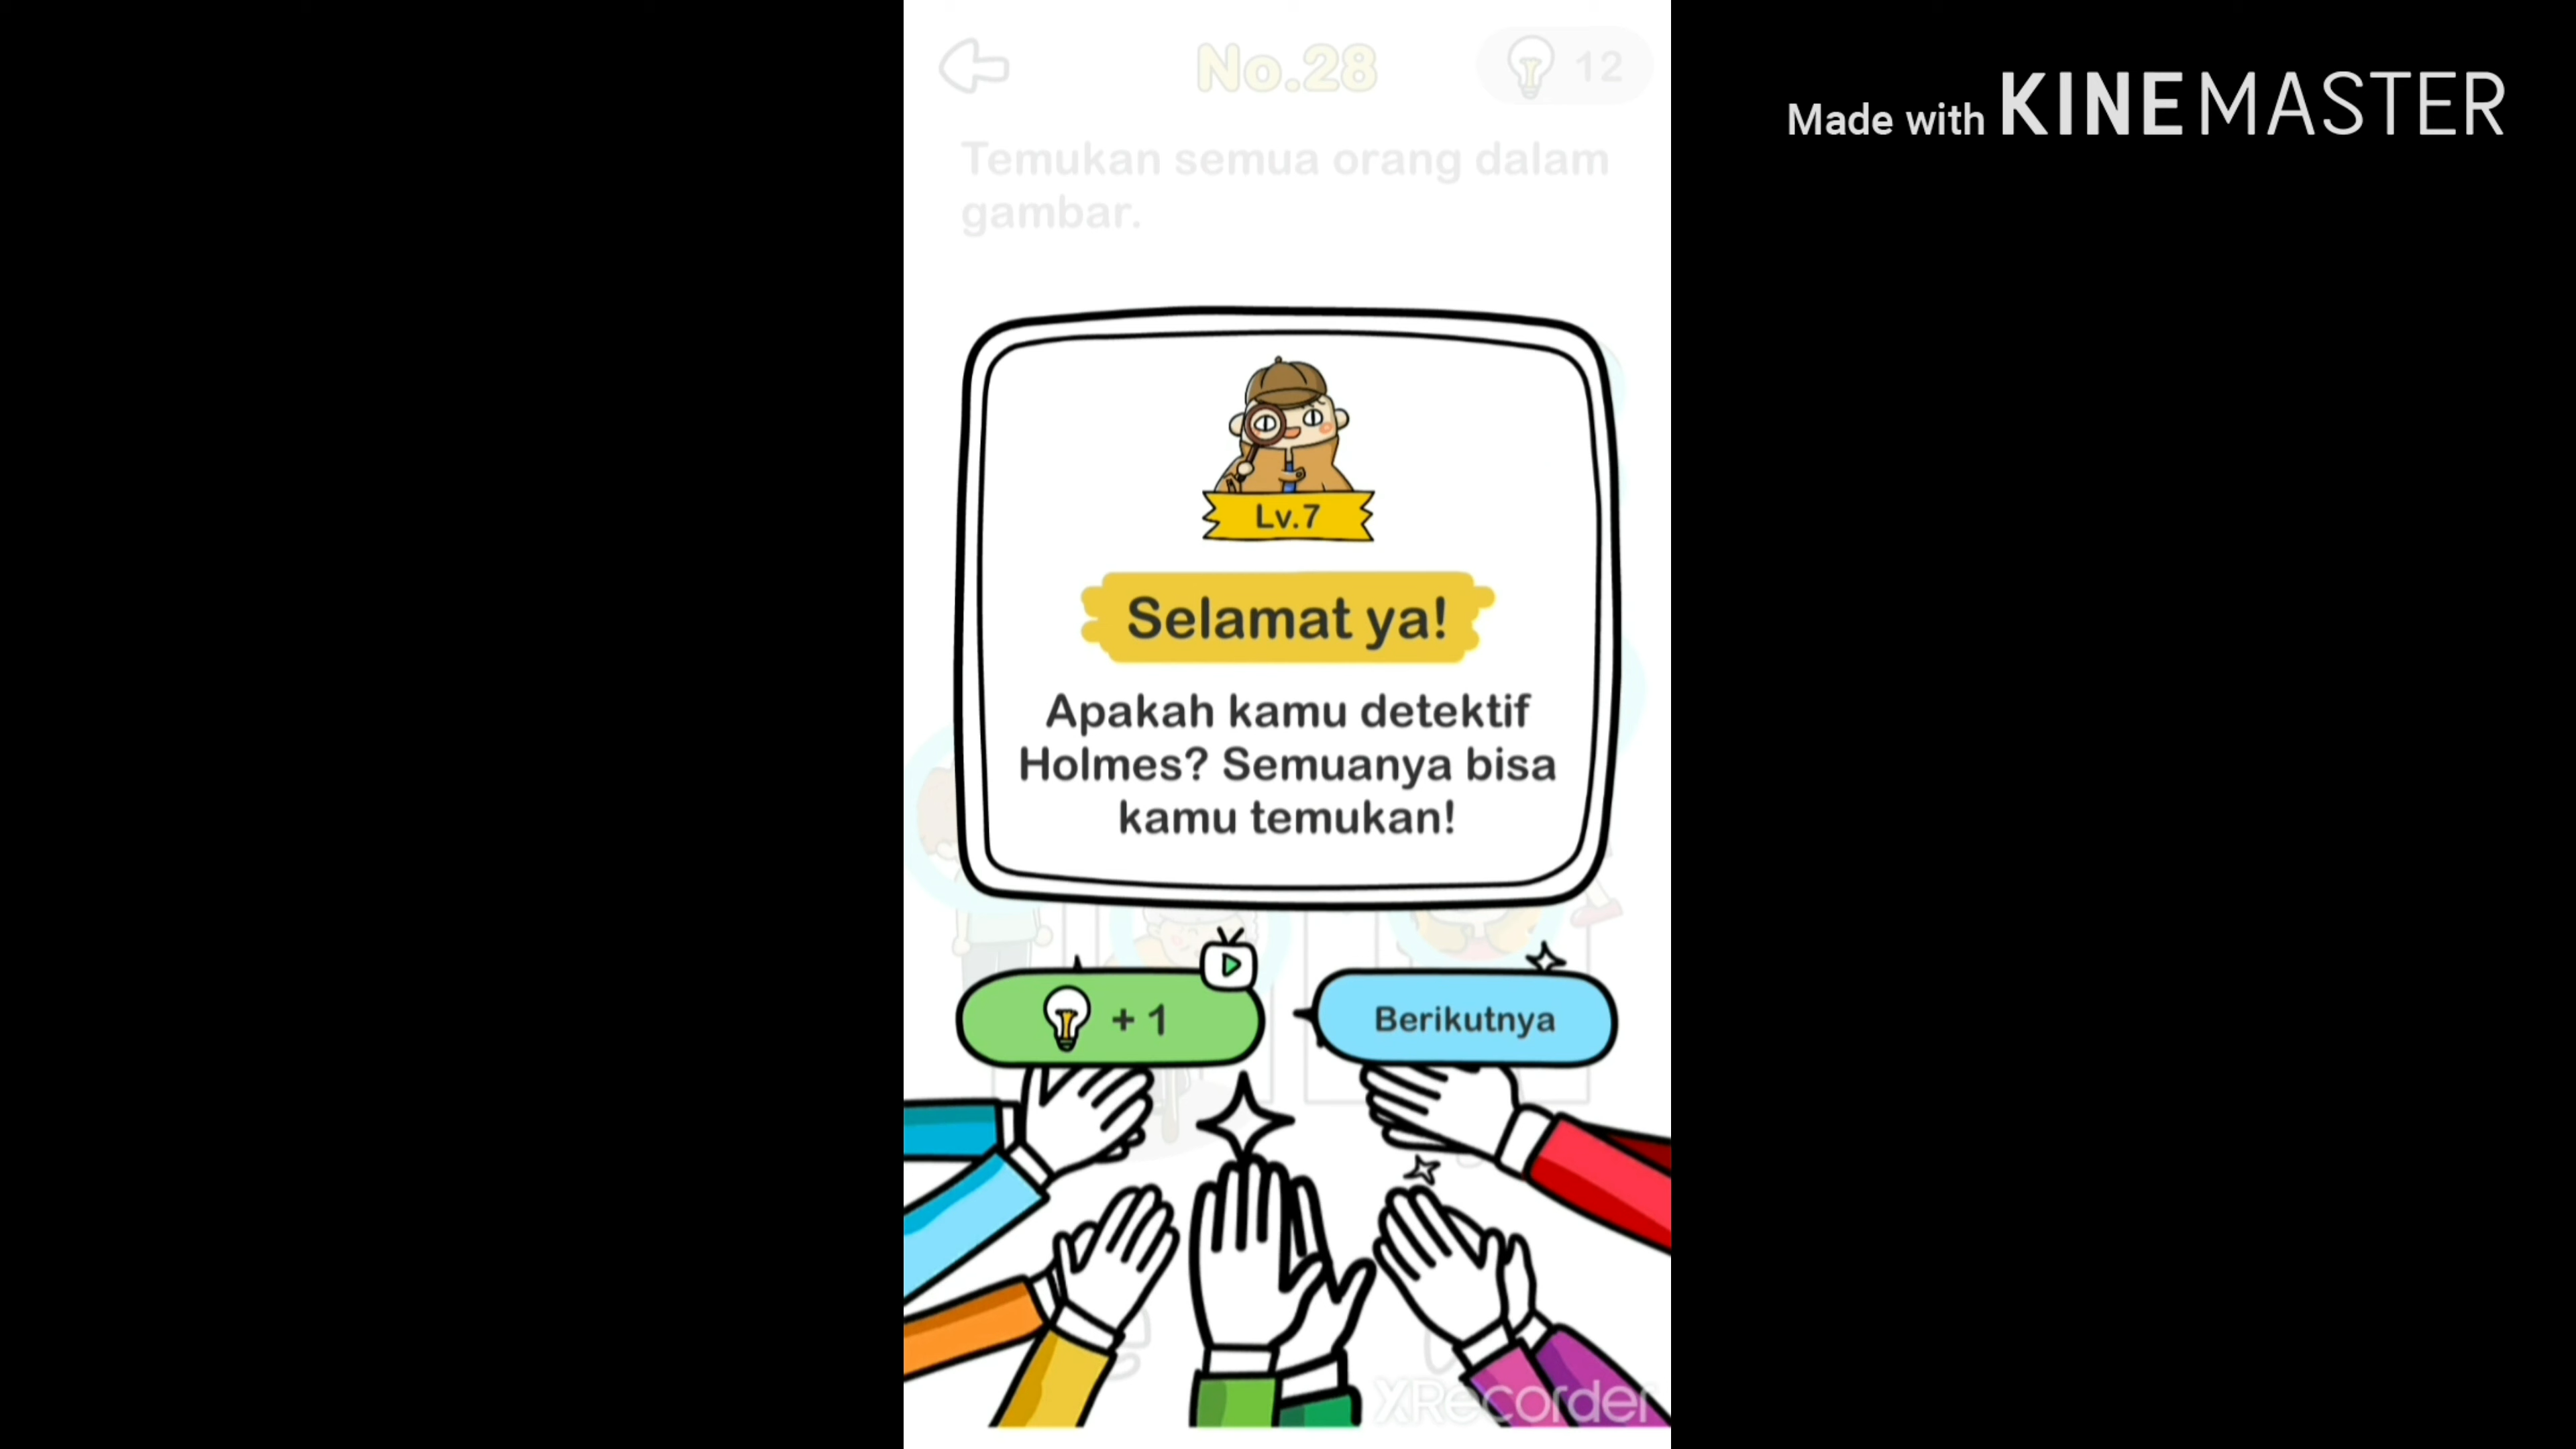 No.28
12
Made with KINEMASTER
Temukan semua orang dalam
gambar.
Lv.7
Selamat ya!
Apakah kamu detektif
Holmes? Semuanya bisa
kamu temukan!
+ 1
Berikutnya
XRecorder